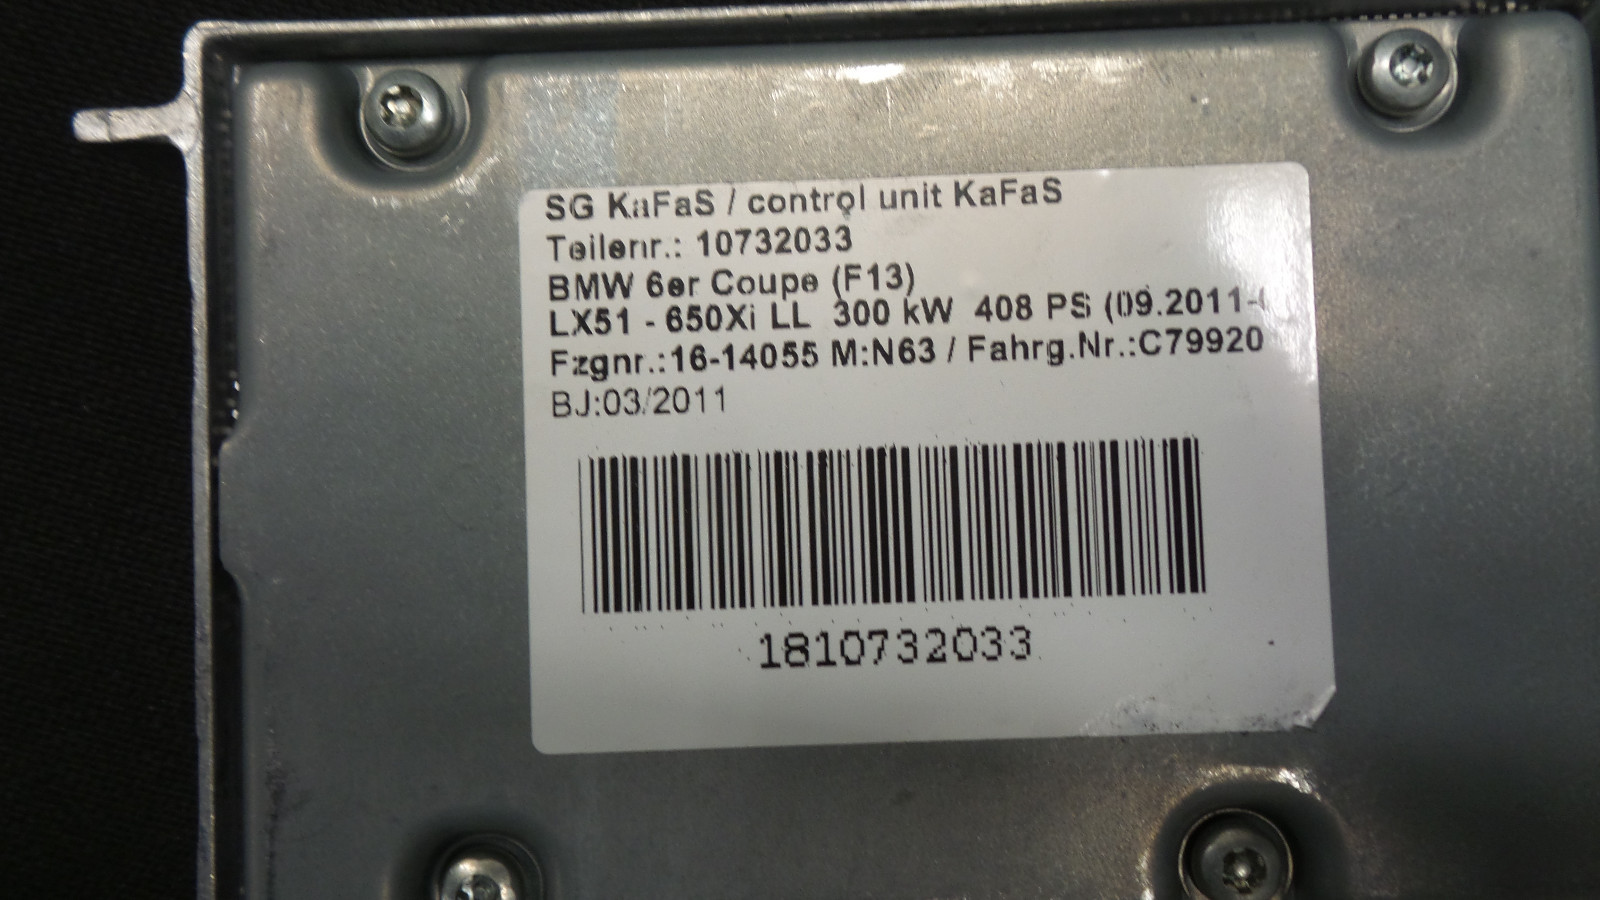 SG KaFaS / control unit KaFaS
Teilenr.: 10732033
BMW 6er Coupe (F13)
LX51 - 650Xi LL 300 kW 408 PS (09.2011-
Fzgnr.:16-14055 M:N63 / Fahrg.Nr.:C79920
BJ:03/2011
1810732033